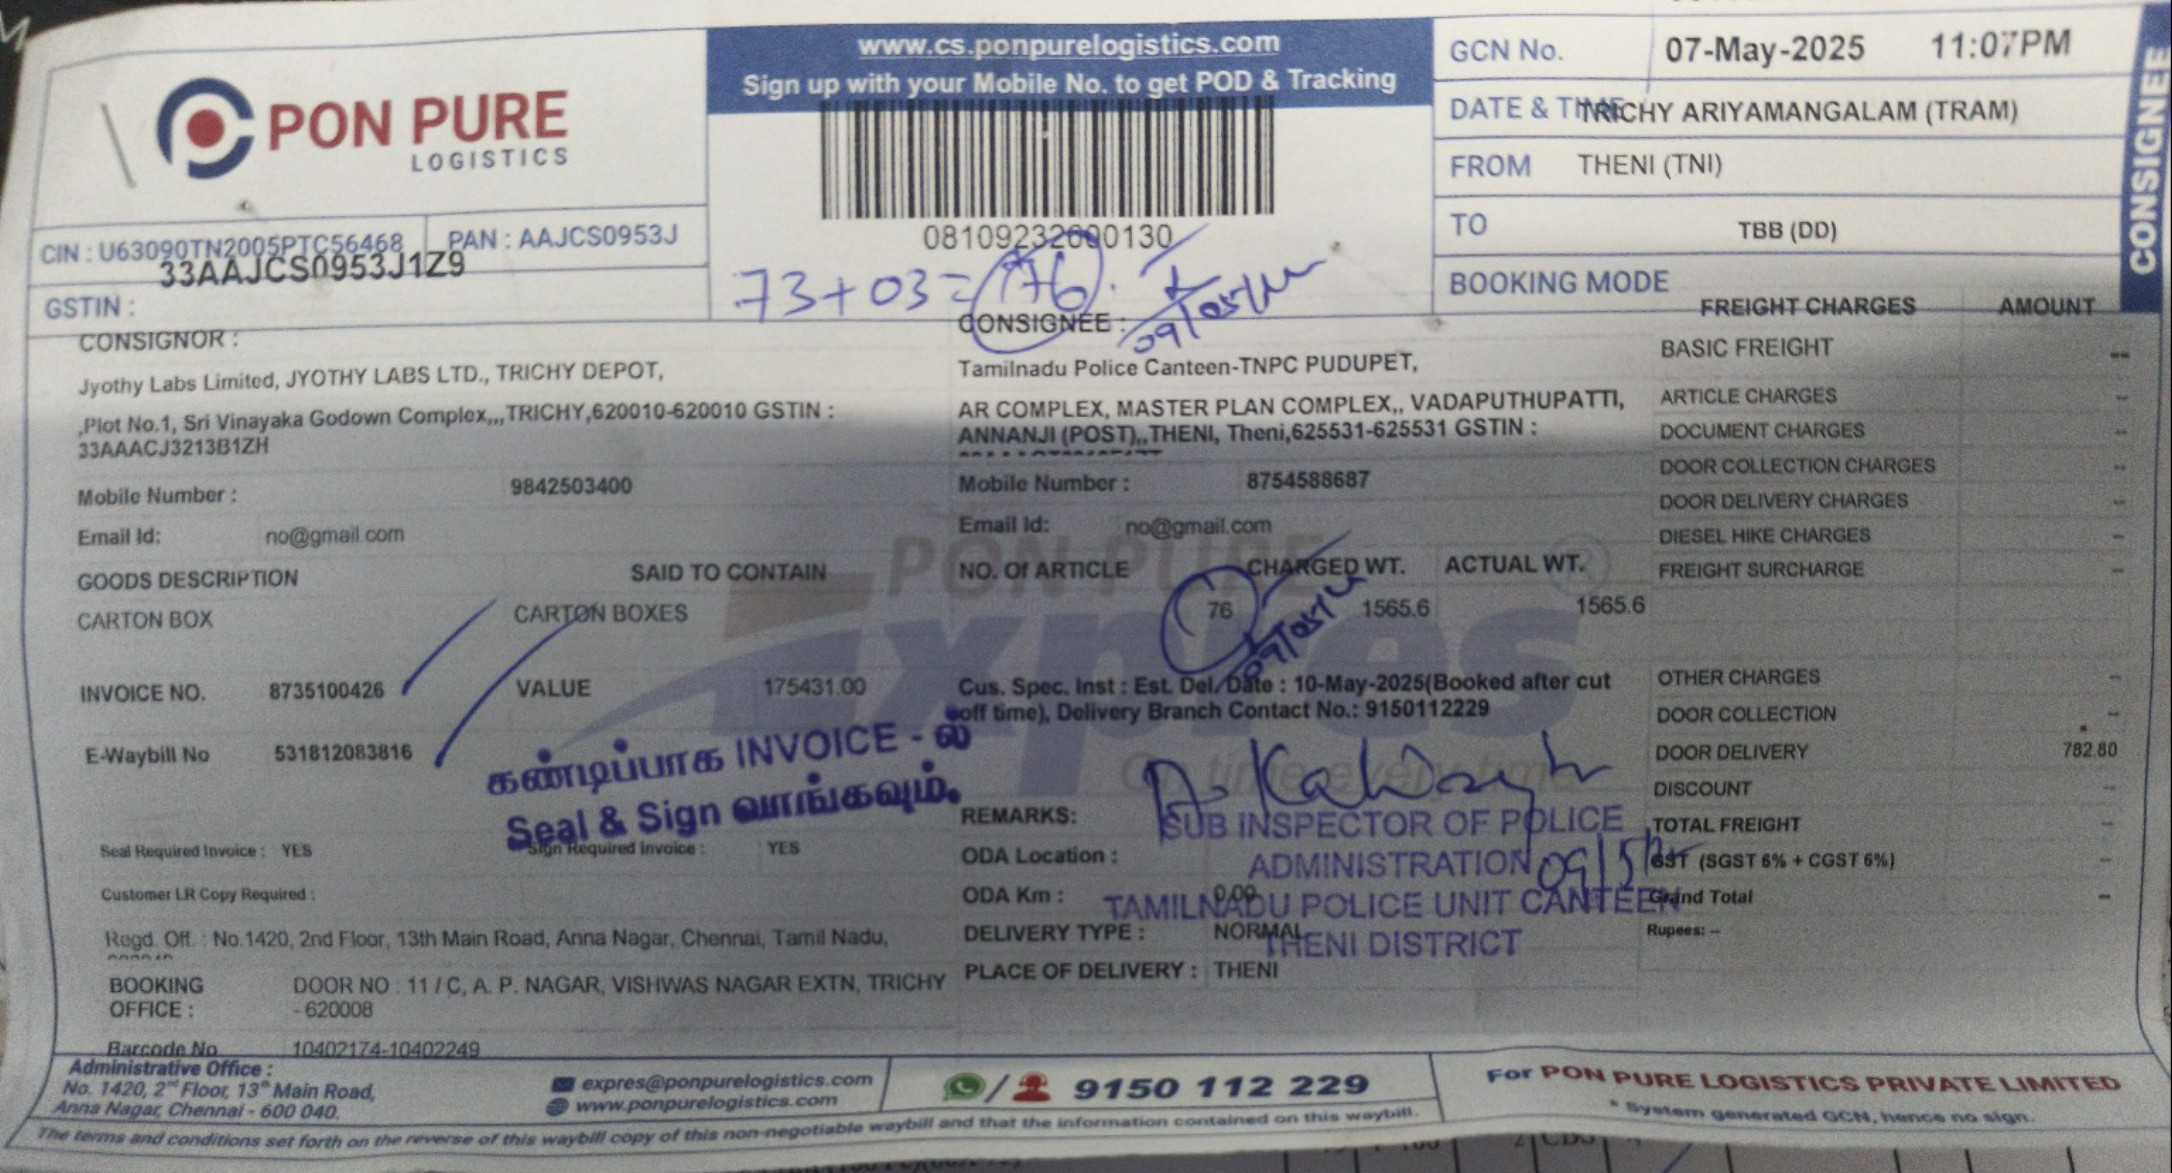 PON PURE
LOGISTICS
www.cs.ponpurelogistics.com
Sign up with your Mobile No. to get POD & Tracking
08109232600130
73+03=76.
09/05/
CIN : U63090TN2005PTC56468 PAN : AAJCS0953J
33AAJCS0953J1Z9
GSTIN :
GCN No. 07-May-2025 11:07PM
DATE & TIME TRICHY ARIYAMANGALAM (TRAM)
FROM THENI (TNI)
TO TBB (DD)
BOOKING MODE
CONSIGNEE
CONSIGNOR :
Jyothy Labs Limited, JYOTHY LABS LTD., TRICHY DEPOT,
,Plot No.1, Sri Vinayaka Godown Complex,,,TRICHY,620010-620010 GSTIN :
33AAACJ3213B1ZH
Mobile Number : 9842503400
Email Id: no@gmail.com
CONSIGNEE :
Tamilnadu Police Canteen-TNPC PUDUPET,
AR COMPLEX, MASTER PLAN COMPLEX,, VADAPUTHUPATTI,
ANNANJI (POST),,THENI, Theni,625531-625531 GSTIN :
Mobile Number : 8754588687
Email Id: no@gmail.com
GOODS DESCRIPTION SAID TO CONTAIN NO. Of ARTICLE CHARGED WT. ACTUAL WT.
CARTON BOX CARTON BOXES 76 1565.6 1565.6
09/05/
PON PURE
Expres
On time every time
®
INVOICE NO. 8735100426 VALUE 175431.00
E-Waybill No 531812083816
Cus. Spec. Inst : Est. Del. Date : 10-May-2025(Booked after cut
off time), Delivery Branch Contact No.: 9150112229
கண்டிப்பாக INVOICE - ல்
Seal & Sign வாங்கவும்.
Seal Required Invoice : YES Sign Required Invoice : YES
Customer LR Copy Required :
Regd. Off. : No.1420, 2nd Floor, 13th Main Road, Anna Nagar, Chennai, Tamil Nadu,
BOOKING OFFICE : DOOR NO : 11 / C, A. P. NAGAR, VISHWAS NAGAR EXTN, TRICHY
- 620008
Barcode No 10402174-10402249
REMARKS:
ODA Location :
ODA Km : 0.00
DELIVERY TYPE : NORMAL
PLACE OF DELIVERY : THENI
SUB INSPECTOR OF POLICE
ADMINISTRATION
TAMILNADU POLICE UNIT CANTEEN
THENI DISTRICT
FREIGHT CHARGES AMOUNT
BASIC FREIGHT --
ARTICLE CHARGES --
DOCUMENT CHARGES --
DOOR COLLECTION CHARGES --
DOOR DELIVERY CHARGES --
DIESEL HIKE CHARGES --
FREIGHT SURCHARGE --
OTHER CHARGES --
DOOR COLLECTION --
DOOR DELIVERY 782.80
DISCOUNT --
TOTAL FREIGHT --
GST (SGST 6% + CGST 6%)
Grand Total --
Rupees: --
Administrative Office :
No. 1420, 2nd Floor, 13th Main Road,
Anna Nagar, Chennai - 600 040.
expres@ponpurelogistics.com
www.ponpurelogistics.com
9150 112 229
For PON PURE LOGISTICS PRIVATE LIMITED
* System generated GCN, hence no sign.
The terms and conditions set forth on the reverse of this waybill copy of this non-negotiable waybill and that the information contained on this waybill.